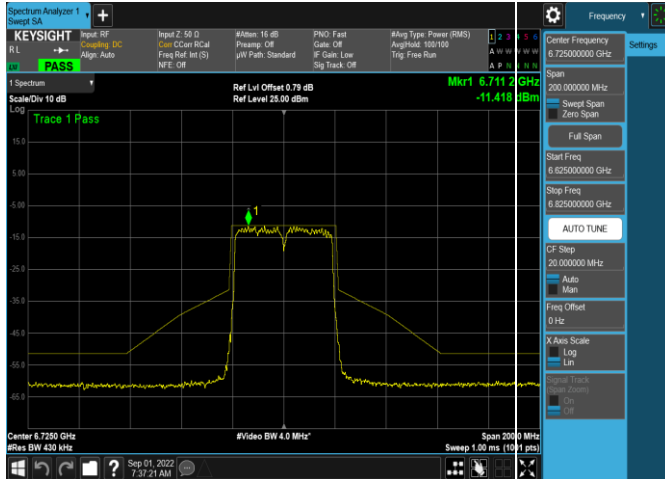 Spectrum Analyzer 1
Swept SA
+
Frequency
KEYSIGHT
RL
PASS
Input: RF
Coupling: DC
Align: Auto
Input Z: 50 Ω
Corr CCorr RCal
Freq Ref: Int (S)
NFE: Off
#Atten: 16 dB
Preamp: Off
µW Path: Standard
PNO: Fast
Gate: Off
IF Gain: Low
Sig Track: Off
#Avg Type: Power (RMS)
Avg|Hold: 100/100
Trig: Free Run
1 2 3 4 5 6
A W W W W W
A P N N N N
1 Spectrum
Scale/Div 10 dB
Ref Lvl Offset 0.79 dB
Ref Level 25.00 dBm
Mkr1 6.711 2 GHz
-11.418 dBm
Log
Trace 1 Pass
15.0
5.00
-5.00
-15.0
-25.0
-35.0
-45.0
-55.0
-65.0
1
Center 6.7250 GHz
#Res BW 430 kHz
#Video BW 4.0 MHz*
Span 200.0 MHz
Sweep 1.00 ms (1001 pts)
?
Sep 01, 2022
7:37:21 AM
Center Frequency
6.725000000 GHz
Settings
Span
200.000000 MHz
Swept Span
Zero Span
Full Span
Start Freq
6.625000000 GHz
Stop Freq
6.825000000 GHz
AUTO TUNE
CF Step
20.000000 MHz
Auto
Man
Freq Offset
0 Hz
X Axis Scale
Log
Lin
Signal Track
(Span Zoom)
On
Off